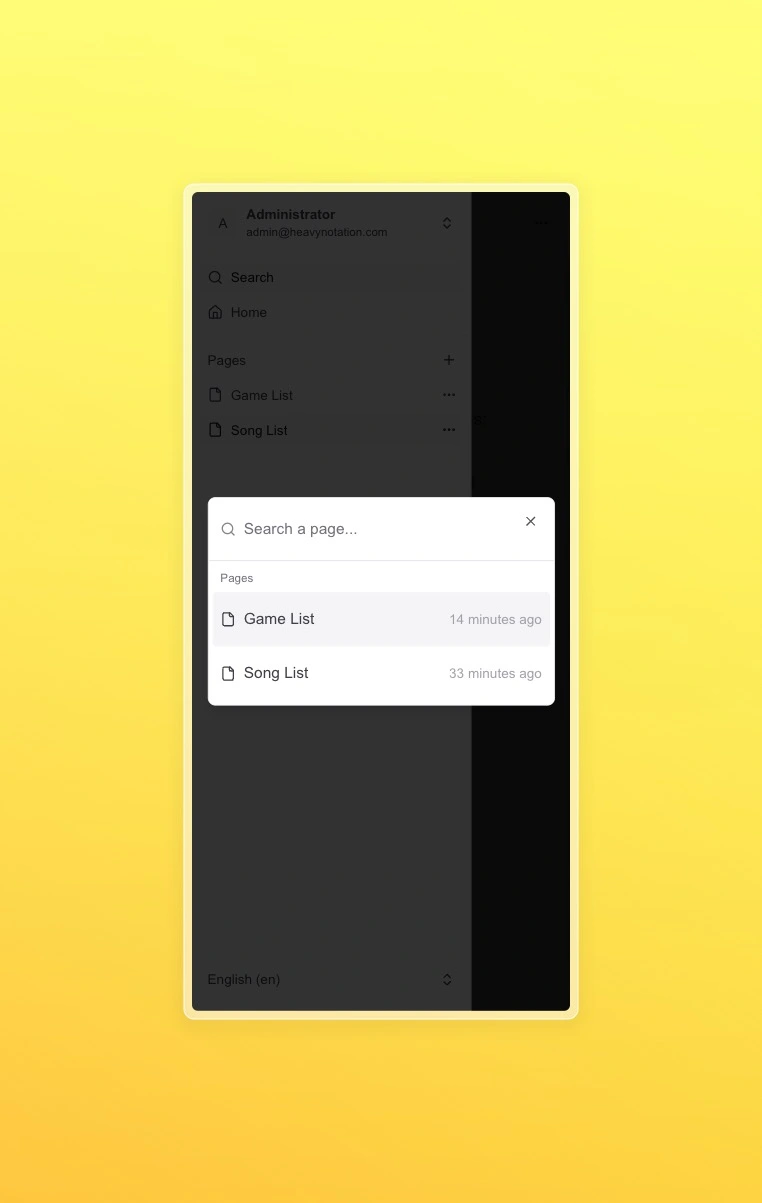 A
Administrator
admin@heavynotation.com
Search
Home
Pages
Game List
Song List
Search a page...
Pages
Game List 14 minutes ago
Song List 33 minutes ago
English (en)